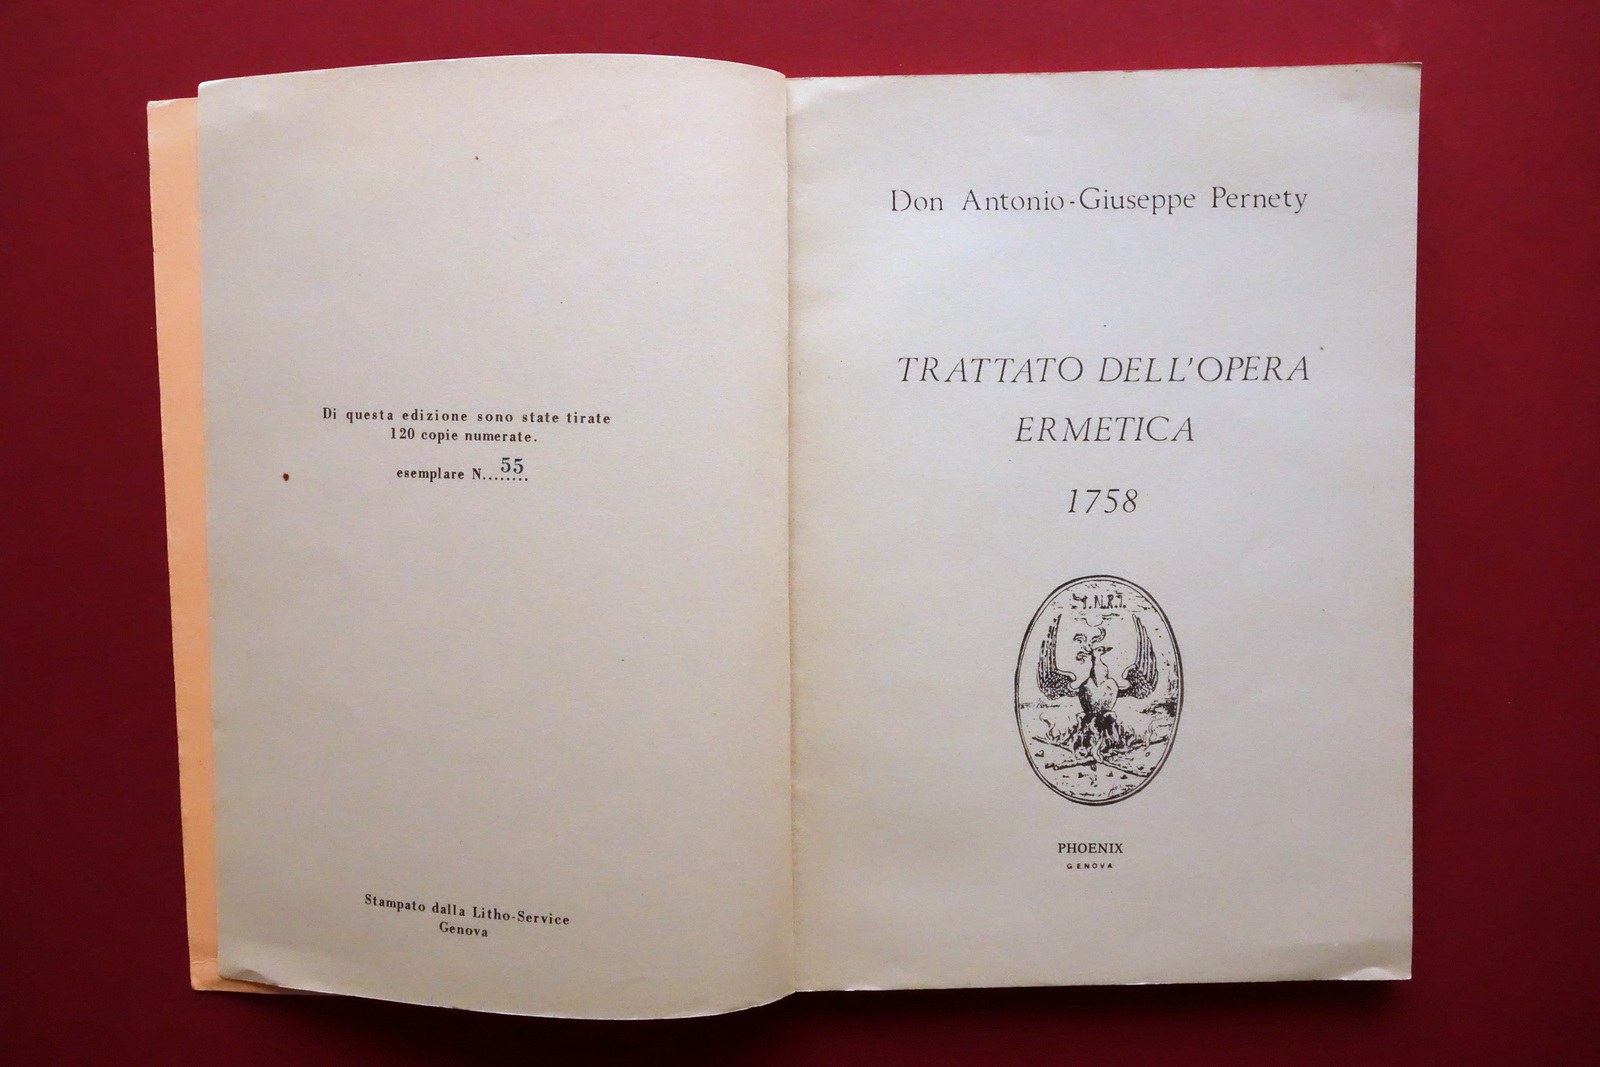 Di questa edizione sono state tirate
120 copie numerate.
esemplare N........ 55
Stampato dalla Litho-Service
Genova
Don Antonio-Giuseppe Pernety
TRATTATO DELL'OPERA
ERMETICA
1758
I.N.R.I.
PHOENIX
GENOVA